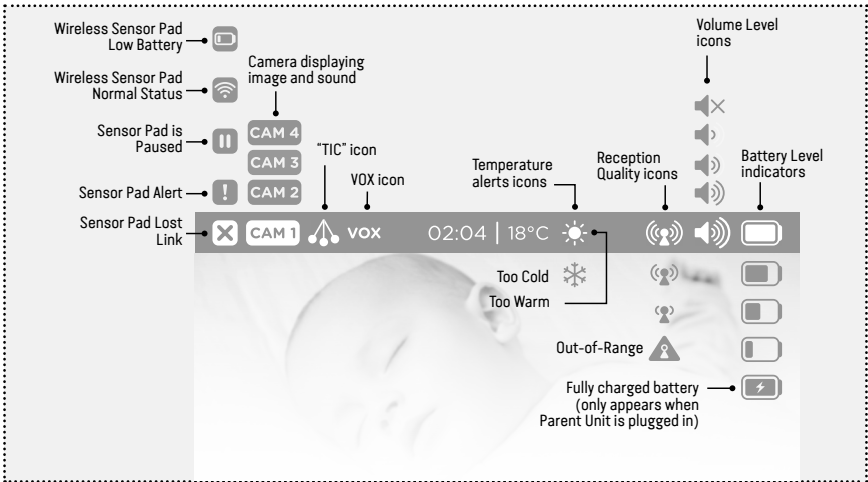 Wireless Sensor Pad
Low Battery
Wireless Sensor Pad
Normal Status
Sensor Pad is
Paused
Sensor Pad Alert
Sensor Pad Lost
Link
Camera displaying
image and sound
CAM 4
CAM 3
CAM 2
CAM 1
“TIC” icon
VOX icon
VOX
02:04 | 18°C
Temperature
alerts icons
Reception
Quality icons
Volume Level
icons
Battery Level
indicators
Too Cold
Too Warm
Out-of-Range
Fully charged battery
(only appears when
Parent Unit is plugged in)